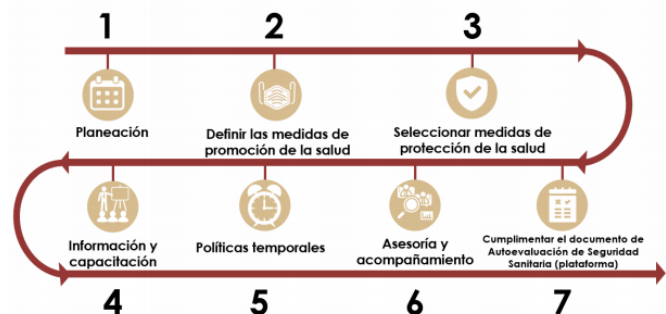 1
2
3
Planeación
Definir las medidas de
promoción de la salud
Seleccionar medidas de
protección de la salud
Información y
capacitación
Políticas temporales
Asesoría y
acompañamiento
Cumplimentar el documento de
Autoevaluación de Seguridad
Sanitaria (plataforma)
4
5
6
7